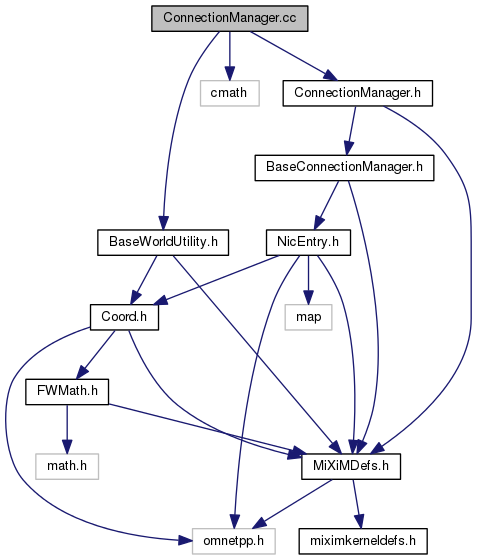 ConnectionManager.cc
cmath
ConnectionManager.h
BaseConnectionManager.h
BaseWorldUtility.h
NicEntry.h
Coord.h
map
FWMath.h
math.h
MiXiMDefs.h
omnetpp.h
miximkerneldefs.h